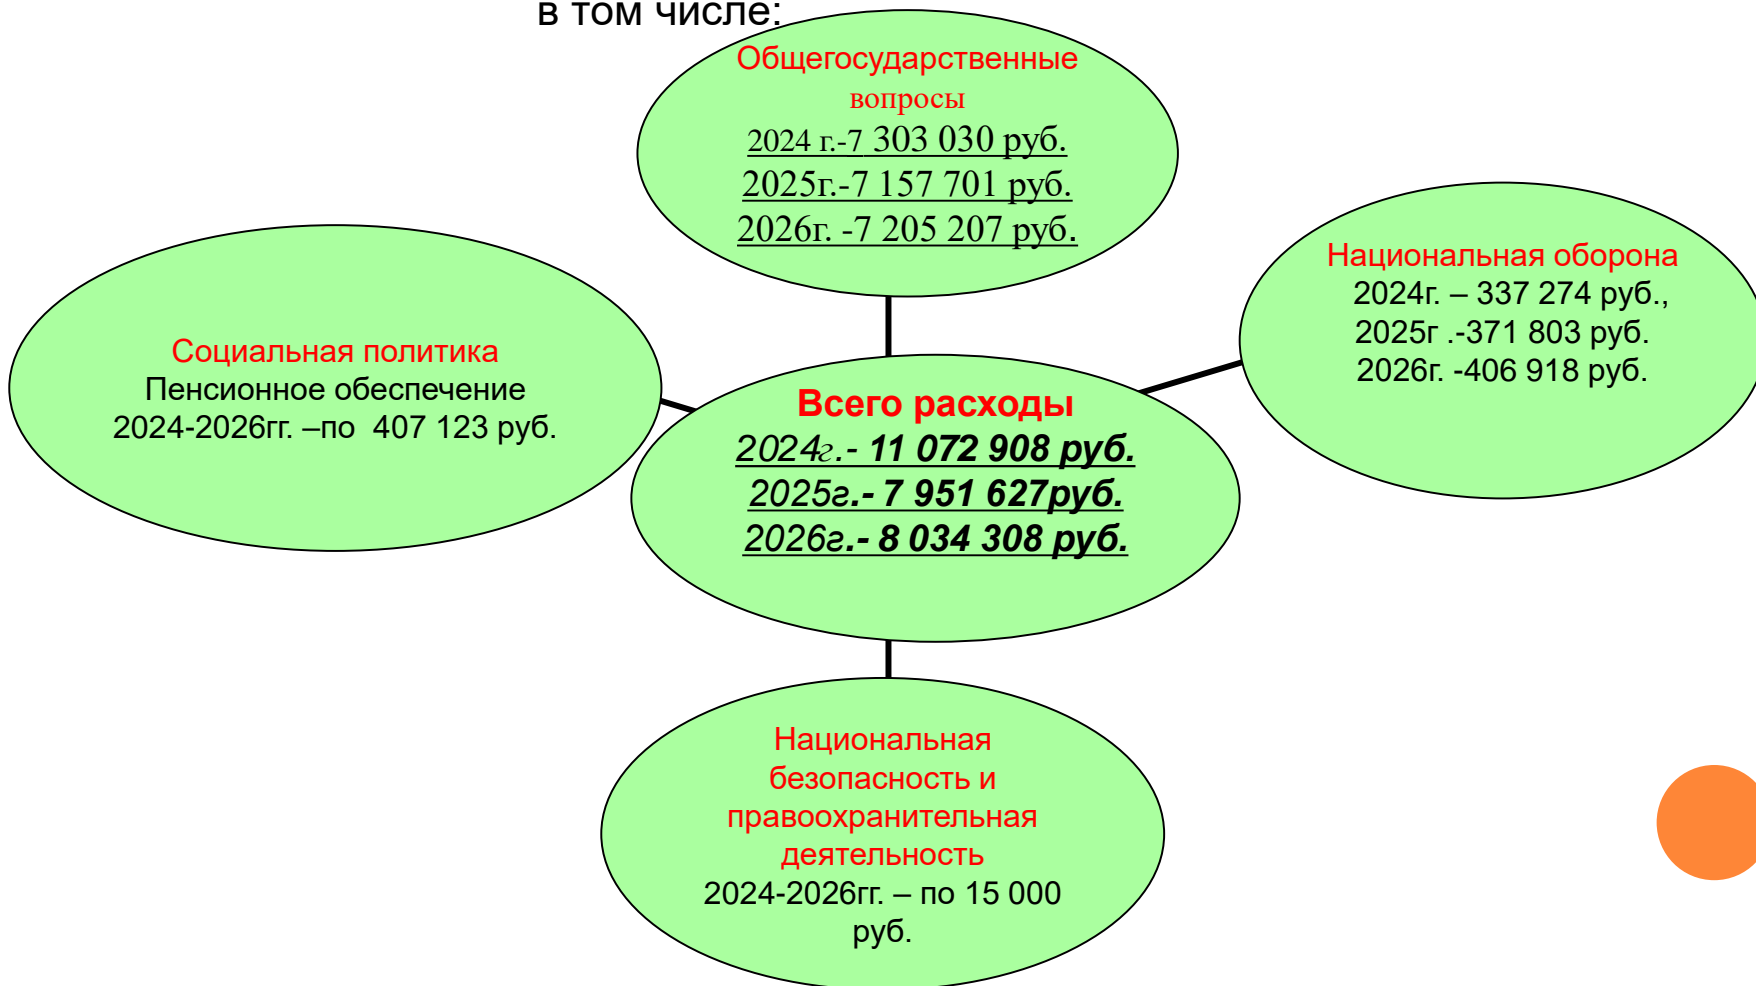 в том числе:
Общегосударственные
вопросы
2024 г.-7 303 030 руб.
2025г.-7 157 701 руб.
2026г. -7 205 207 руб.
Национальная оборона
2024г. – 337 274 руб.,
2025г .-371 803 руб.
2026г. -406 918 руб.
Социальная политика
Пенсионное обеспечение
2024-2026гг. –по 407 123 руб.
Всего расходы
2024г.- 11 072 908 руб.
2025г.- 7 951 627руб.
2026г.- 8 034 308 руб.
Национальная
безопасность и
правоохранительная
деятельность
2024-2026гг. – по 15 000
руб.